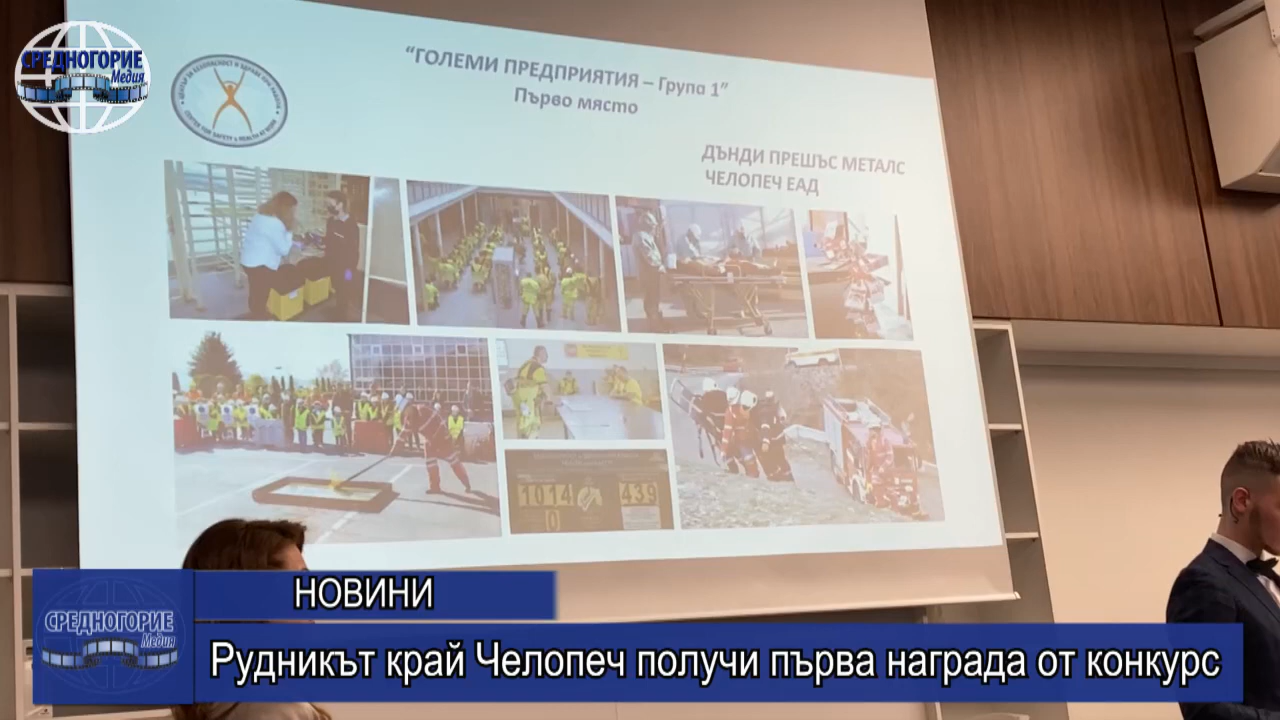 СРЕДНОГОРИЕ
Медия
"ГОЛЕМИ ПРЕДПРИЯТИЯ – Група 1"
Първо място
ДЪНДИ ПРЕШЪС МЕТАЛС
ЧЕЛОПЕЧ ЕАД
1014
439
0
НОВИНИ
СРЕДНОГОРИЕ
Медия
Рудникът край Челопеч получи първа награда от конкурс